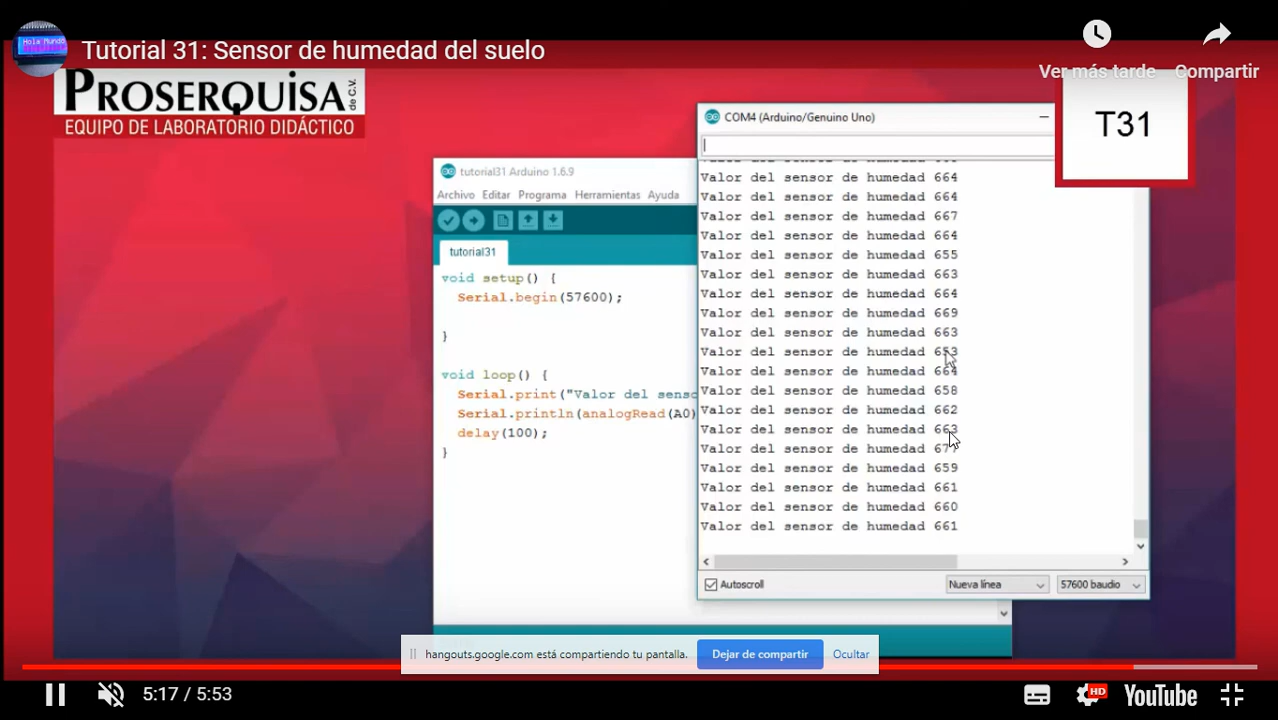 Hola Mundo
Tutorial 31: Sensor de humedad del suelo
Ver más tarde
Compartir
PROSERQUISA de C.V.
EQUIPO DE LABORATORIO DIDÁCTICO
T31
COM4 (Arduino/Genuino Uno)
tutorial31 Arduino 1.6.9
Archivo Editar Programa Herramientas Ayuda
tutorial31
void setup() {
Serial.begin(57600);
}
void loop() {
Serial.print("Valor del senso
Serial.println(analogRead(A0)
delay(100);
}
Valor del sensor de humedad 664
Valor del sensor de humedad 664
Valor del sensor de humedad 667
Valor del sensor de humedad 664
Valor del sensor de humedad 655
Valor del sensor de humedad 663
Valor del sensor de humedad 664
Valor del sensor de humedad 669
Valor del sensor de humedad 663
Valor del sensor de humedad 653
Valor del sensor de humedad 664
Valor del sensor de humedad 658
Valor del sensor de humedad 662
Valor del sensor de humedad 663
Valor del sensor de humedad
Valor del sensor de humedad 659
Valor del sensor de humedad 661
Valor del sensor de humedad 660
Valor del sensor de humedad 661
Autoscroll
Nueva línea
57600 baudio
hangouts.google.com está compartiendo tu pantalla.
Dejar de compartir
Ocultar
5:17 / 5:53
HD
YouTube